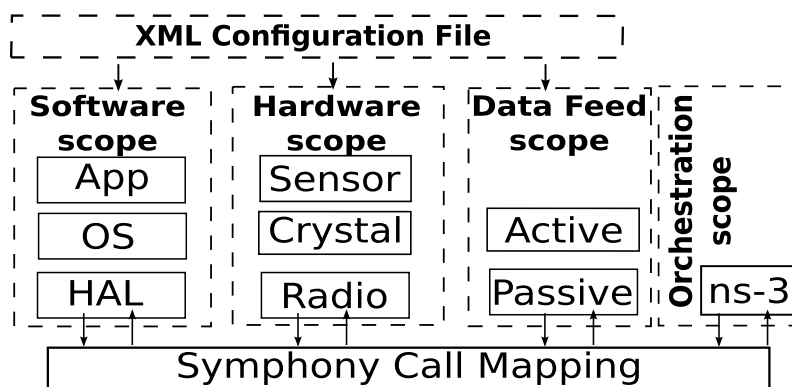 XML Configuration File
Software
scope
App
OS
HAL
Hardware
scope
Sensor
Crystal
Radio
Data Feed
scope
Active
Passive
Orchestration
scope
ns-3
Symphony Call Mapping